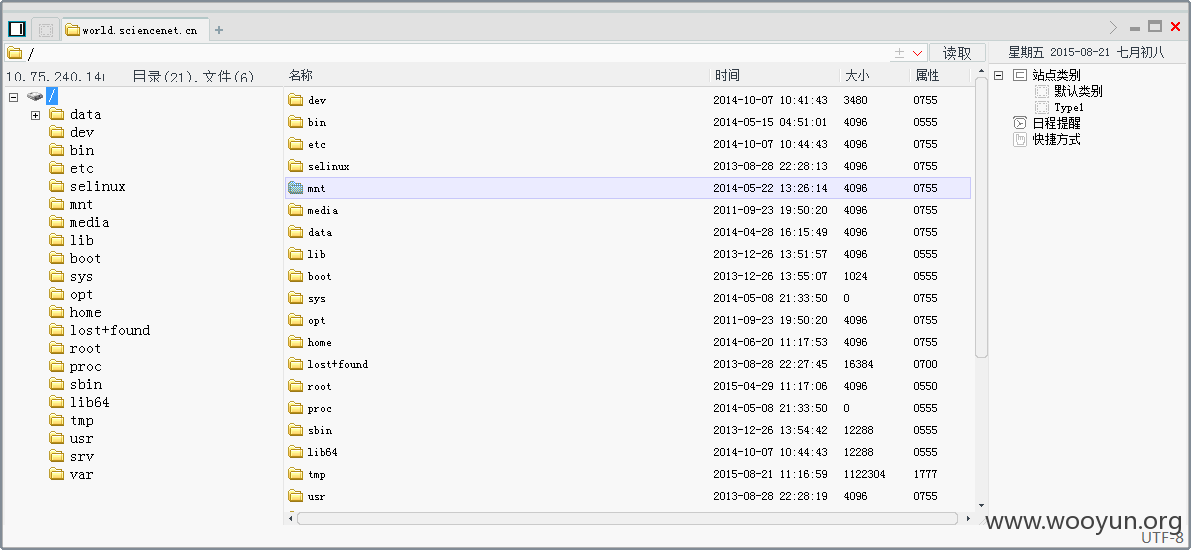 world.sciencenet.cn
/
读取
星期五 2015-08-21 七月初八
10.75.240.14 目录(21),文件(6)
名称 时间 大小 属性
/
data
dev
bin
etc
selinux
mnt
media
lib
boot
sys
opt
home
lost+found
root
proc
sbin
lib64
tmp
usr
srv
var
dev 2014-10-07 10:41:43 3480 0755
bin 2014-05-15 04:51:01 4096 0555
etc 2014-10-07 10:44:43 4096 0755
selinux 2013-08-28 22:28:13 4096 0755
mnt 2014-05-22 13:26:14 4096 0755
media 2011-09-23 19:50:20 4096 0755
data 2014-04-28 16:15:49 4096 0755
lib 2013-12-26 13:51:57 4096 0555
boot 2013-12-26 13:55:07 1024 0555
sys 2014-05-08 21:33:50 0 0755
opt 2011-09-23 19:50:20 4096 0755
home 2014-06-20 11:17:53 4096 0755
lost+found 2013-08-28 22:27:45 16384 0700
root 2015-04-29 11:17:06 4096 0550
proc 2014-05-08 21:33:50 0 0555
sbin 2013-12-26 13:54:42 12288 0555
lib64 2014-10-07 10:44:43 12288 0555
tmp 2015-08-21 11:16:59 1122304 1777
usr 2013-08-28 22:28:19 4096 0755
站点类别
默认类别
Type1
日程提醒
快捷方式
www.wooyun.org
UTF-8